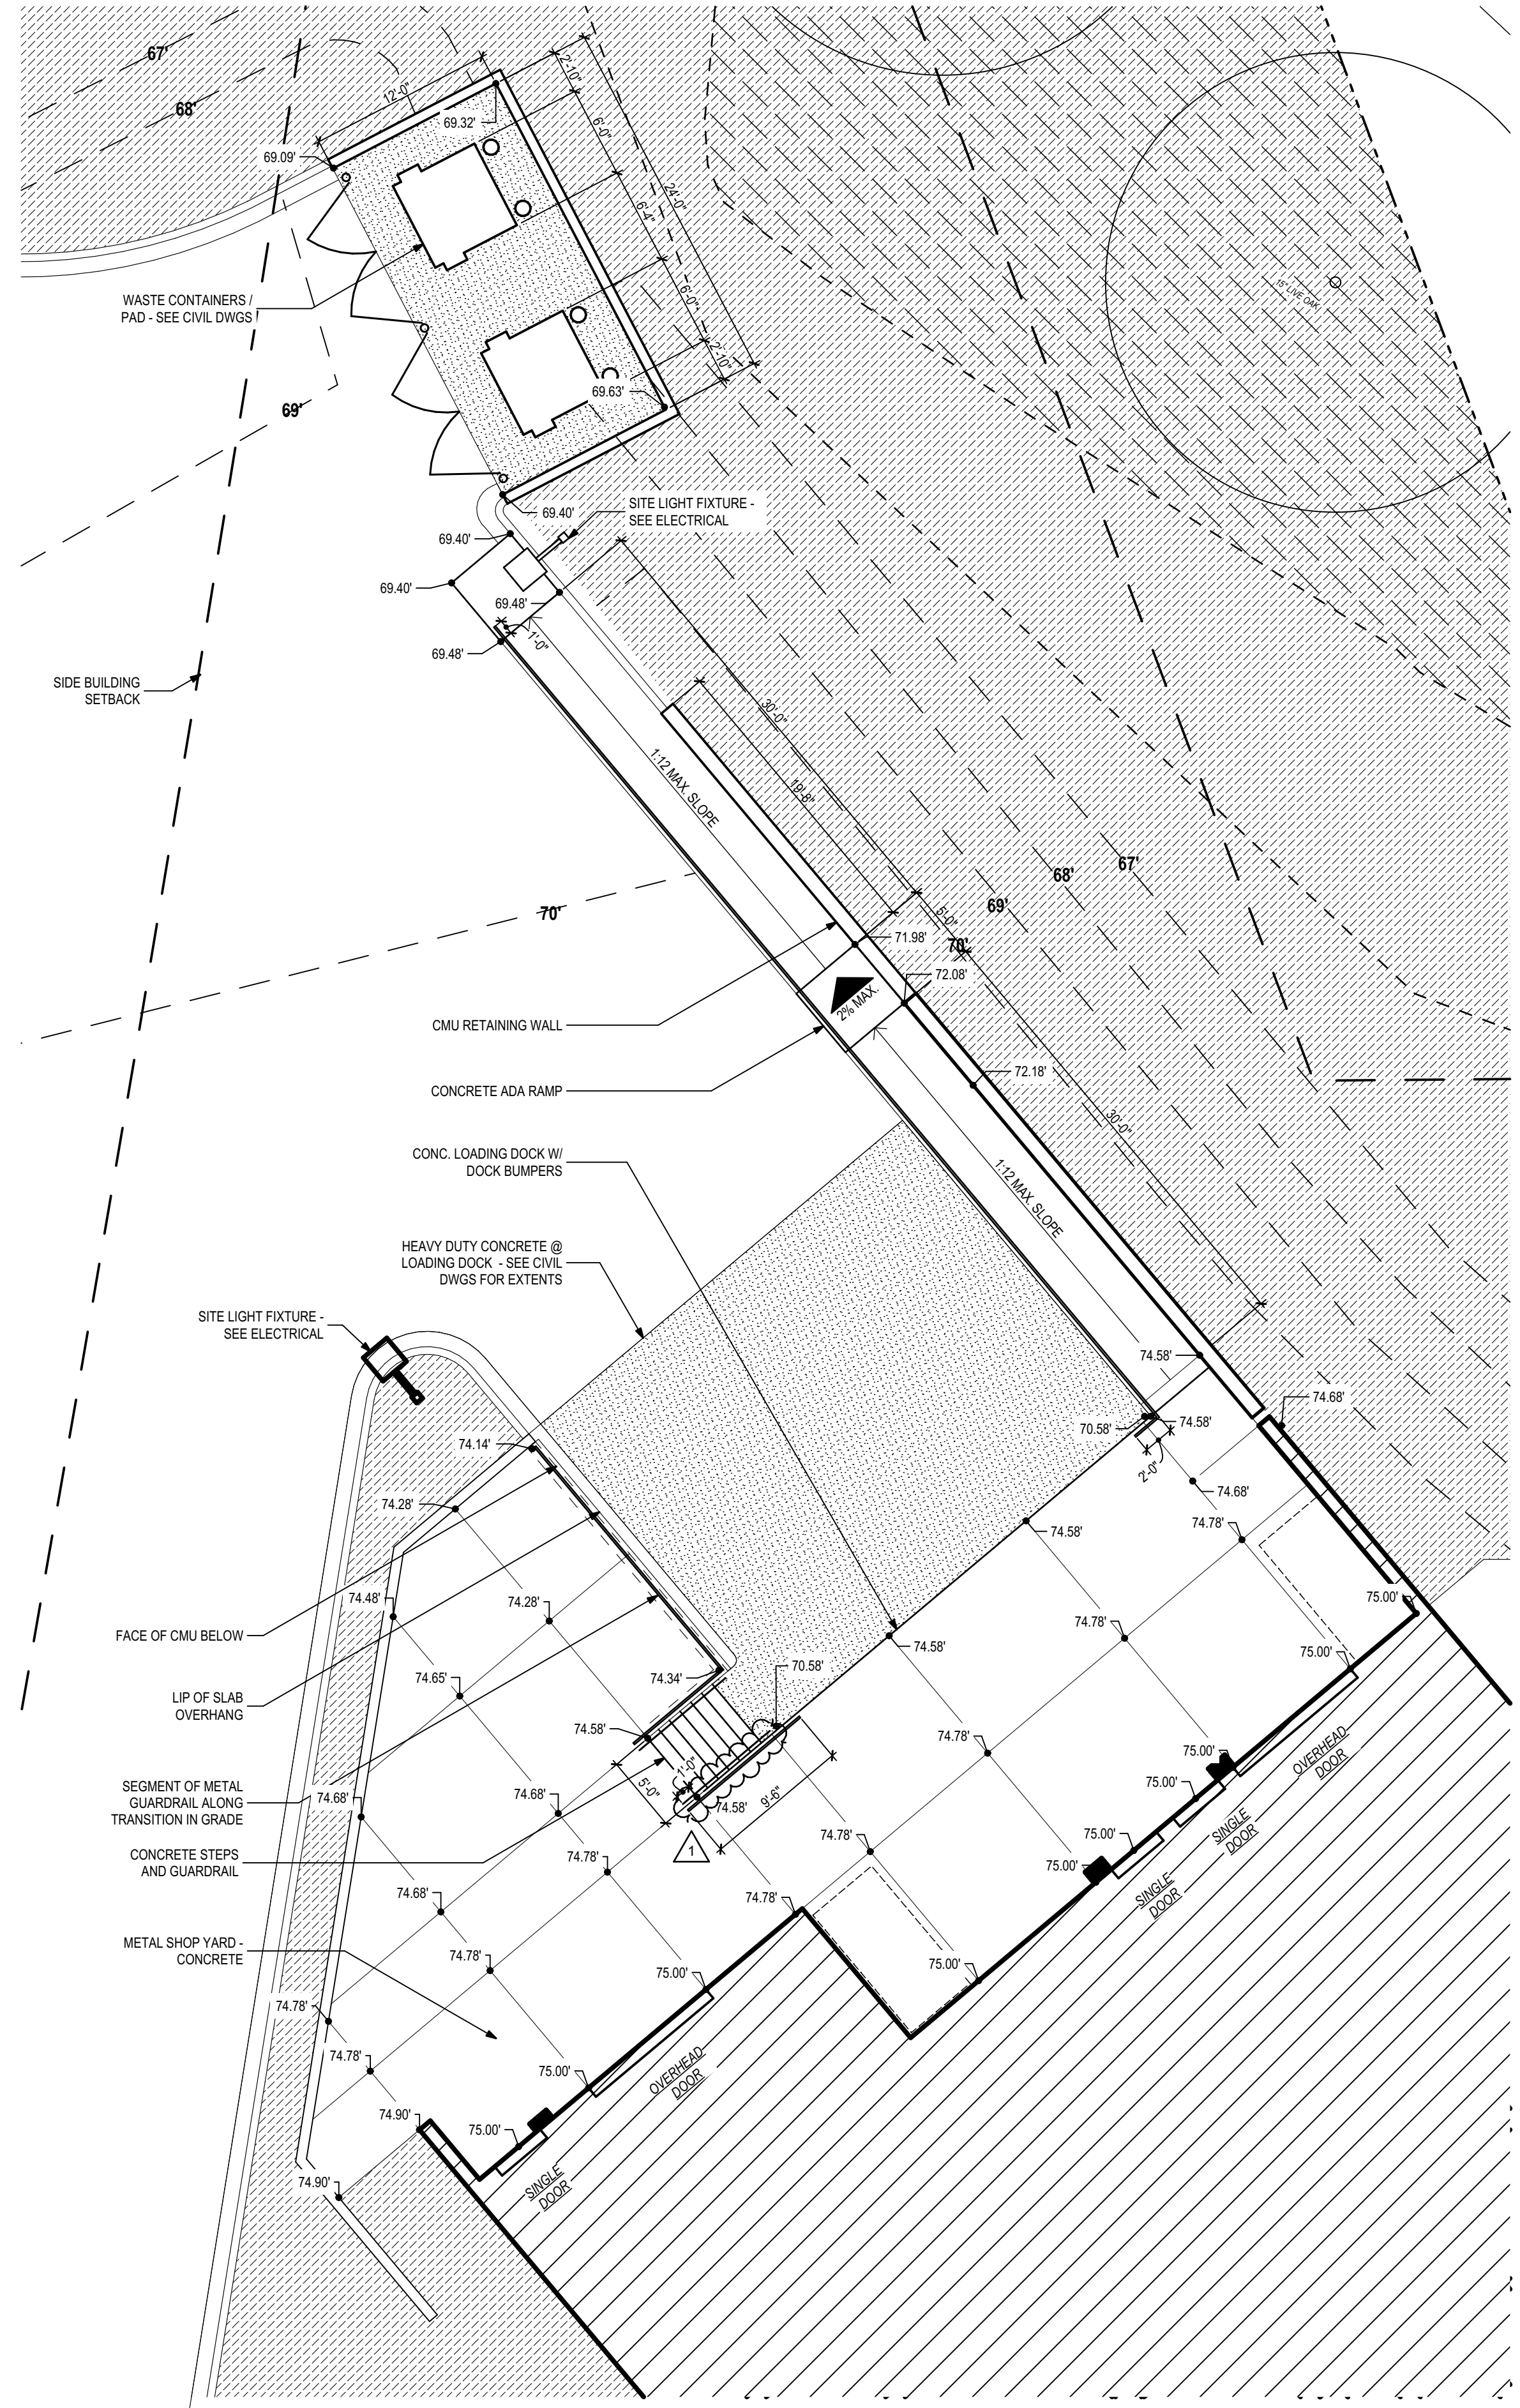 67'
68'
12'-0"
2'-10"
69.32'
6'-0"
69.09'
24'-0"
6'-4"
15" LIVE OAK
WASTE CONTAINERS /
PAD - SEE CIVIL DWGS
6'-0"
2'-10"
69.63'
69'
SITE LIGHT FIXTURE -
SEE ELECTRICAL
69.40'
69.40'
69.40'
69.48'
1'-0"
69.48'
SIDE BUILDING
SETBACK
30'-0"
1:12 MAX. SLOPE
19'-8"
67'
68'
69'
70'
5'-0"
71.98'
70'
72.08'
2% MAX.
CMU RETAINING WALL
72.18'
CONCRETE ADA RAMP
30'-0"
CONC. LOADING DOCK W/
DOCK BUMPERS
1:12 MAX. SLOPE
HEAVY DUTY CONCRETE @
LOADING DOCK - SEE CIVIL
DWGS FOR EXTENTS
SITE LIGHT FIXTURE -
SEE ELECTRICAL
74.58'
74.68'
70.58'
74.58'
74.14'
2'-0"
74.68'
74.28'
74.78'
74.58'
74.48'
74.28'
75.00'
FACE OF CMU BELOW
74.78'
74.58'
75.00'
74.65'
74.34'
70.58'
LIP OF SLAB
OVERHANG
74.58'
74.78'
75.00'
OVERHEAD
DOOR
1'-0"
5'-0"
SEGMENT OF METAL
GUARDRAIL ALONG
TRANSITION IN GRADE
74.68'
74.68'
74.58'
9'-6"
75.00'
SINGLE
DOOR
74.78'
75.00'
1
CONCRETE STEPS
AND GUARDRAIL
74.78'
75.00'
SINGLE
DOOR
74.68'
74.78'
METAL SHOP YARD -
CONCRETE
74.78'
75.00'
75.00'
74.78'
74.78'
75.00'
OVERHEAD
DOOR
74.90'
75.00'
SINGLE
DOOR
74.90'